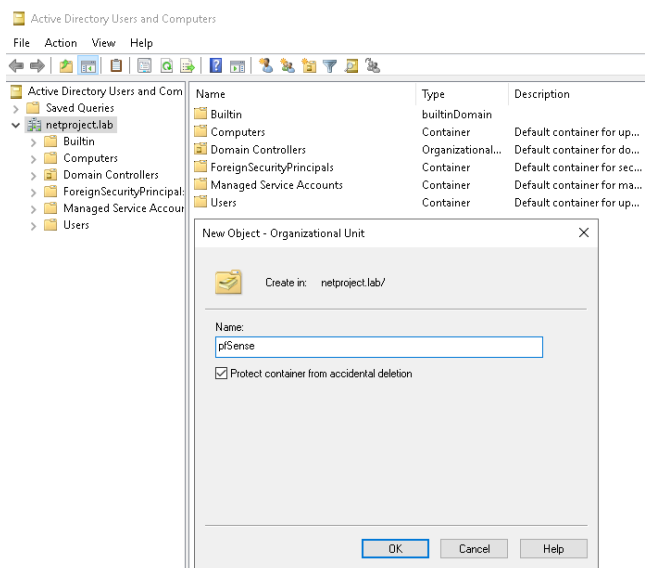 Active Directory Users and Computers
File Action View Help
Active Directory Users and Com
Saved Queries
netproject.lab
Builtin
Computers
Domain Controllers
ForeignSecurityPrincipal:
Managed Service Accour
Users
Name Type Description
Builtin builtinDomain
Computers Container Default container for up...
Domain Controllers Organizational... Default container for do...
ForeignSecurityPrincipals Container Default container for sec...
Managed Service Accounts Container Default container for ma...
Users Container Default container for up...
New Object - Organizational Unit
Create in: netproject.lab/
Name:
pfSense
Protect container from accidental deletion
OK Cancel Help